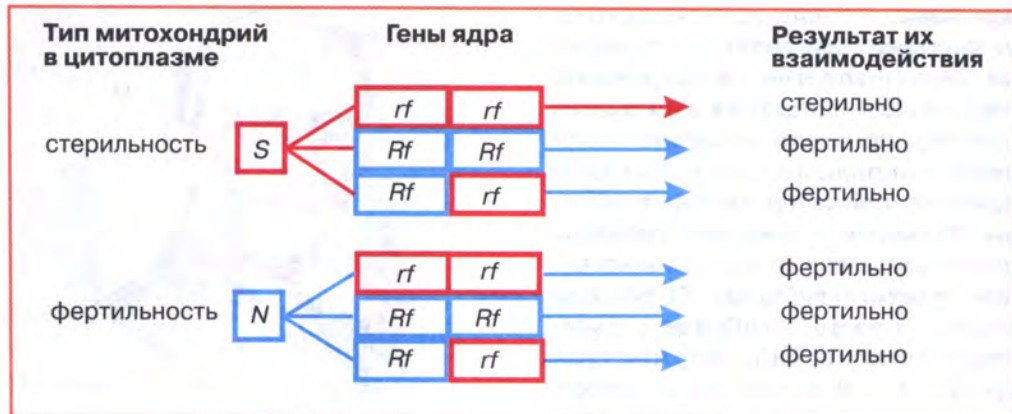 Тип митохондрий
в цитоплазме
Гены ядра
Результат их
взаимодействия
rf rf стерильно
стерильность S Rf Rf фертильно
Rf rf фертильно
rf rf фертильно
фертильность N Rf Rf фертильно
Rf rf фертильно